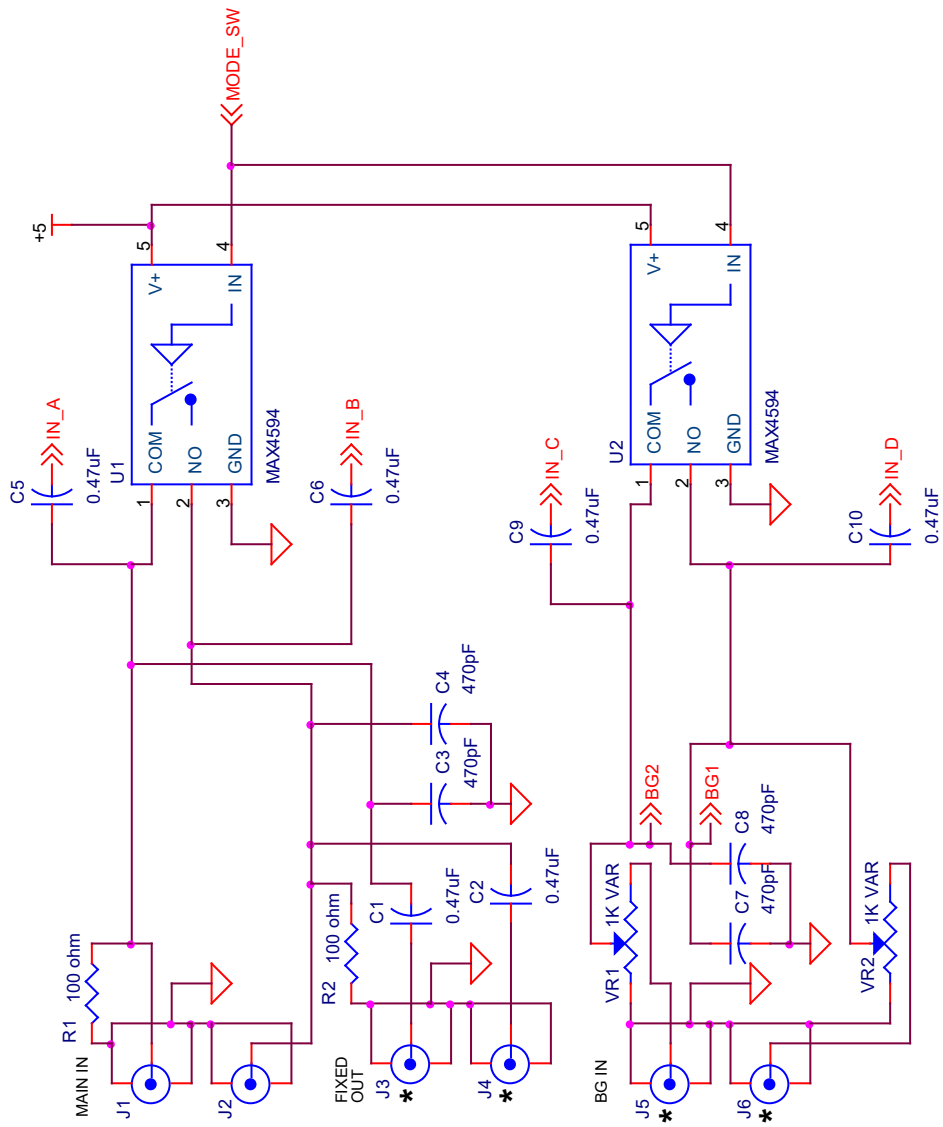 MODE_SW
+5
5
4
V+
IN
COM
NO
GND
U1
MAX4594
1
2
3
C5
0.47uF
IN_A
C6
0.47uF
IN_B
5
4
V+
IN
COM
NO
GND
U2
MAX4594
1
2
3
C9
0.47uF
IN_C
C10
0.47uF
IN_D
C4
470pF
C3
470pF
C1
0.47uF
C2
0.47uF
R1
100 ohm
R2
100 ohm
MAIN IN
J1
J2
FIXED
OUT
J3
*
J4
*
BG2
BG1
C8
470pF
C7
470pF
VR1
1K VAR
VR2
1K VAR
BG IN
J5
*
J6
*